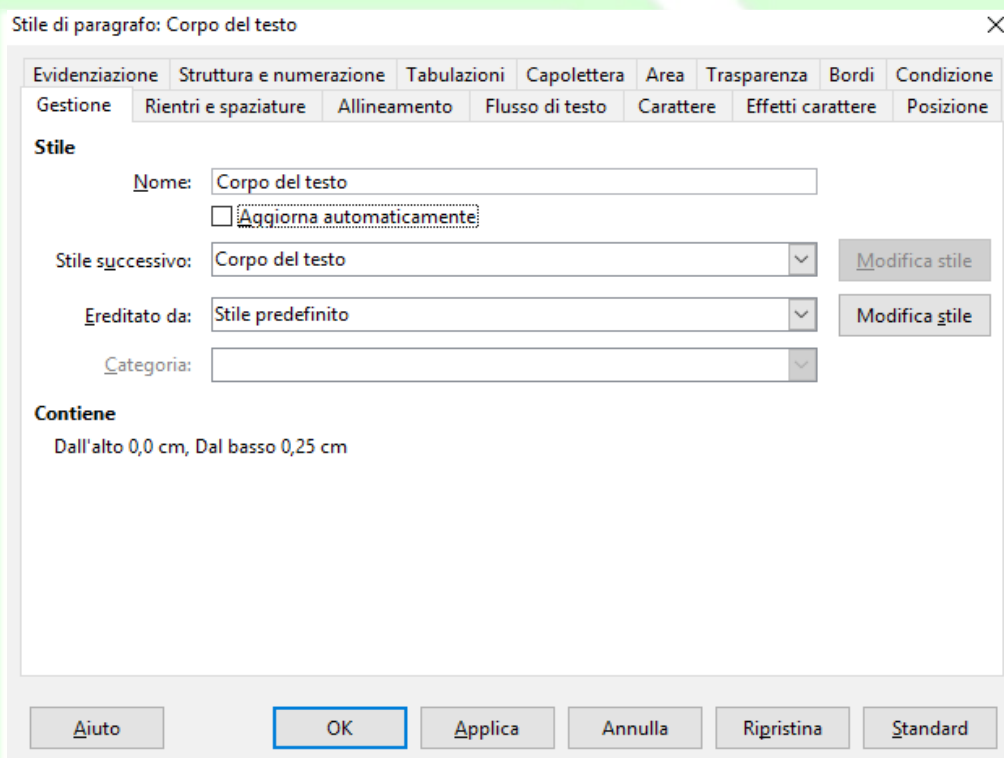 Stile di paragrafo: Corpo del testo
Evidenziazione Struttura e numerazione Tabulazioni Capolettera Area Trasparenza Bordi Condizione
Gestione Rientri e spaziature Allineamento Flusso di testo Carattere Effetti carattere Posizione
Stile
Nome: Corpo del testo
Aggiorna automaticamente
Stile successivo: Corpo del testo Modifica stile
Ereditato da: Stile predefinito Modifica stile
Categoria:
Contiene
Dall'alto 0,0 cm, Dal basso 0,25 cm
Aiuto OK Applica Annulla Ripristina Standard